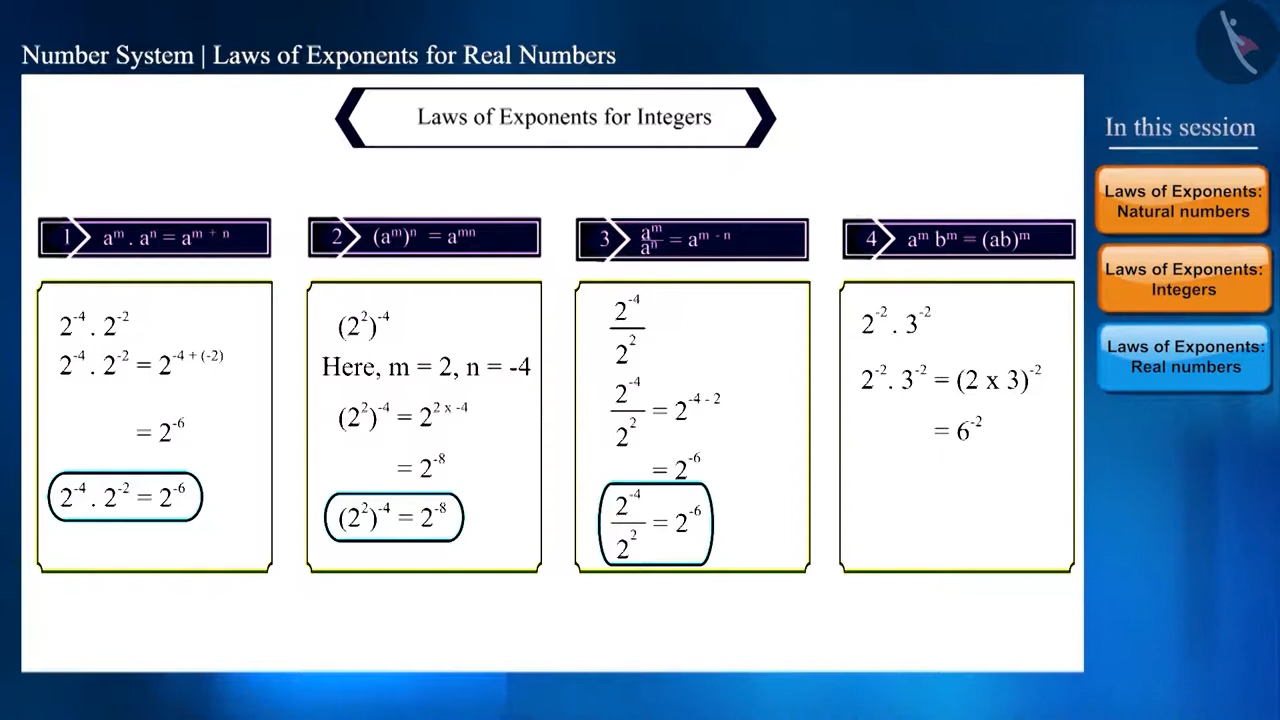 Number System | Laws of Exponents for Real Numbers
Laws of Exponents for Integers
In this session
Laws of Exponents:
Natural numbers
Laws of Exponents:
Integers
Laws of Exponents:
Real numbers
1 aᵐ . aⁿ = aᵐ ⁺ ⁿ
2⁻⁴ . 2⁻²
2⁻⁴ . 2⁻² = 2⁻⁴ ⁺ ⁽⁻²⁾
= 2⁻⁶
2⁻⁴ . 2⁻² = 2⁻⁶
2 (aᵐ)ⁿ = aᵐⁿ
(2²)⁻⁴
Here, m = 2, n = -4
(2²)⁻⁴ = 2² ˣ ⁻⁴
= 2⁻⁸
(2²)⁻⁴ = 2⁻⁸
3 aᵐ/aⁿ = aᵐ ⁻ ⁿ
2⁻⁴/2²
2⁻⁴/2² = 2⁻⁴ ⁻ ²
= 2⁻⁶
2⁻⁴/2² = 2⁻⁶
4 aᵐ bᵐ = (ab)ᵐ
2⁻² . 3⁻²
2⁻² . 3⁻² = (2 x 3)⁻²
= 6⁻²